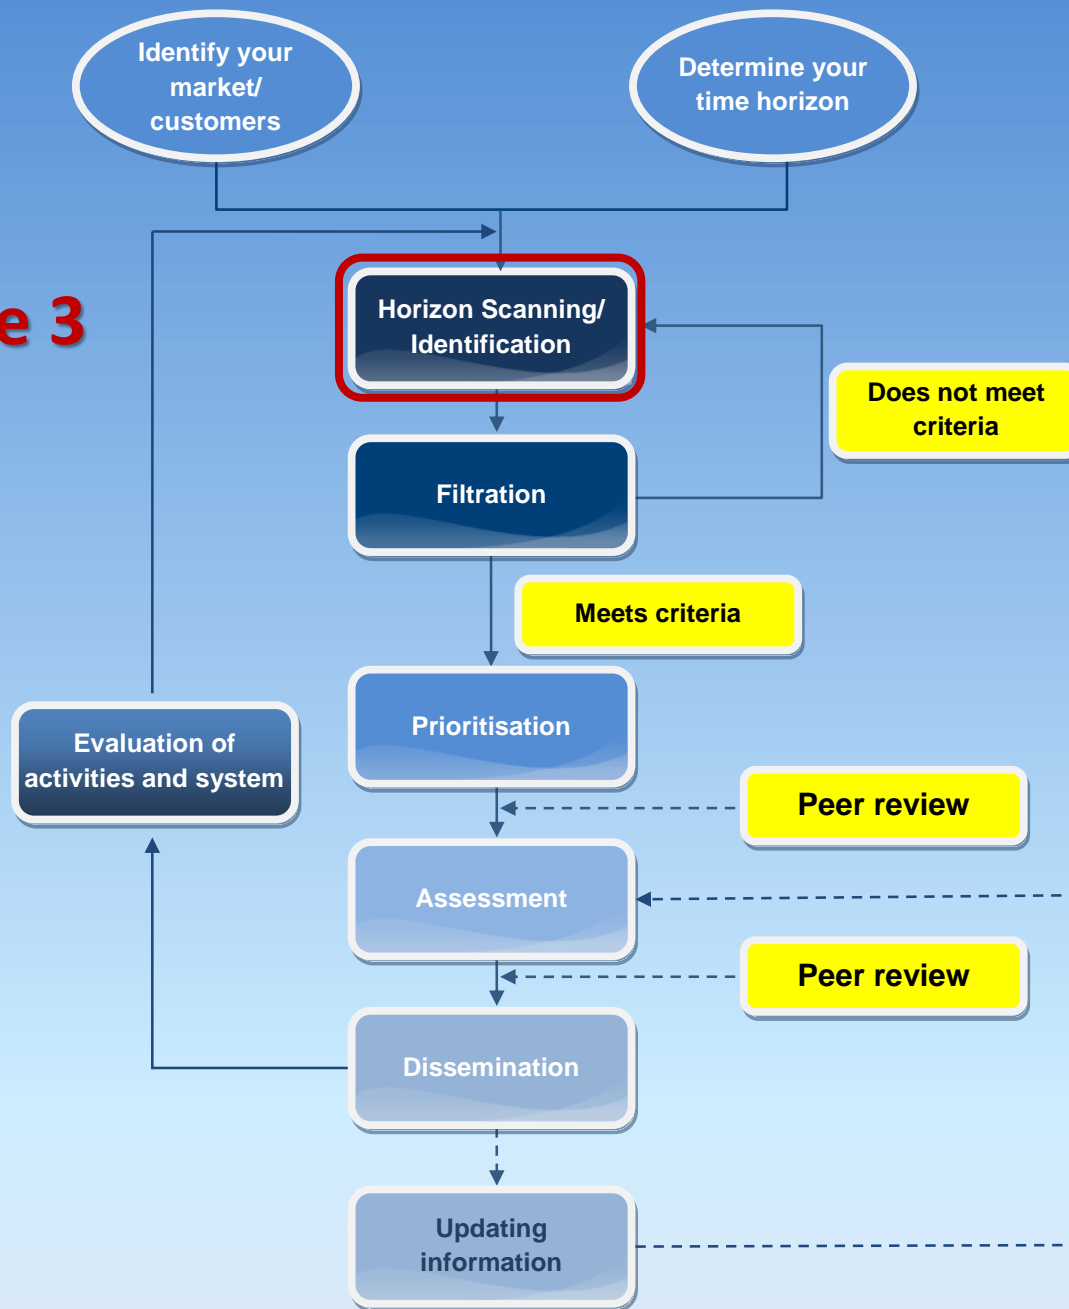 Identify your
market/
customers
Determine your
time horizon
e 3
Horizon Scanning/
Identification
Does not meet
criteria
Filtration
Meets criteria
Prioritisation
Evaluation of
activities and system
Peer review
Assessment
Peer review
Dissemination
Updating
information